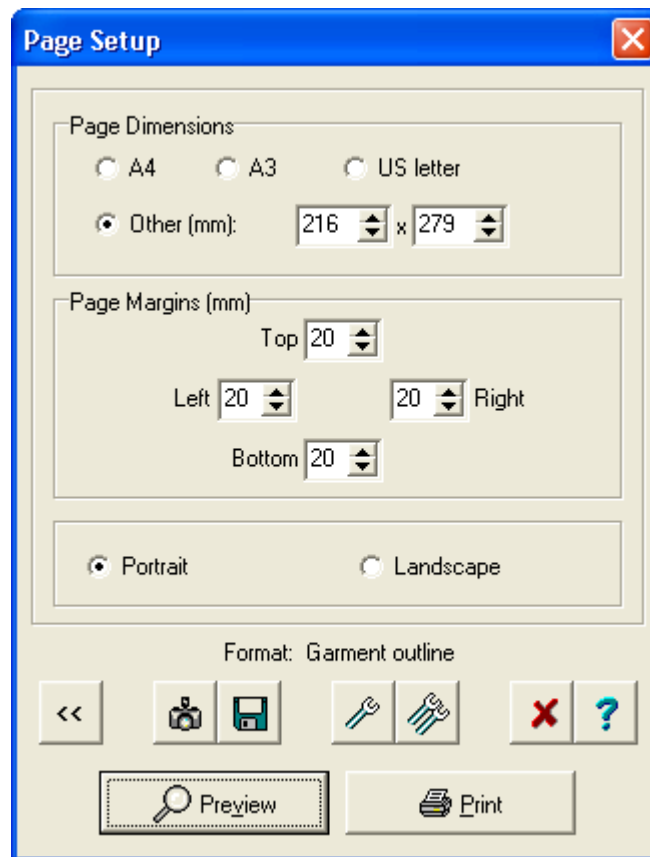 Page Setup
Page Dimensions
A4 A3 US letter
Other (mm): 216 x 279
Page Margins (mm)
Top 20
Left 20 20 Right
Bottom 20
Portrait Landscape
Format: Garment outline
<< ?
Preview Print